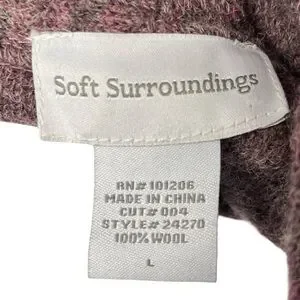 Soft Surroundings
RN# 101206
MADE IN CHINA
CUT# 004
STYLE# 24270
100% WOOL
L